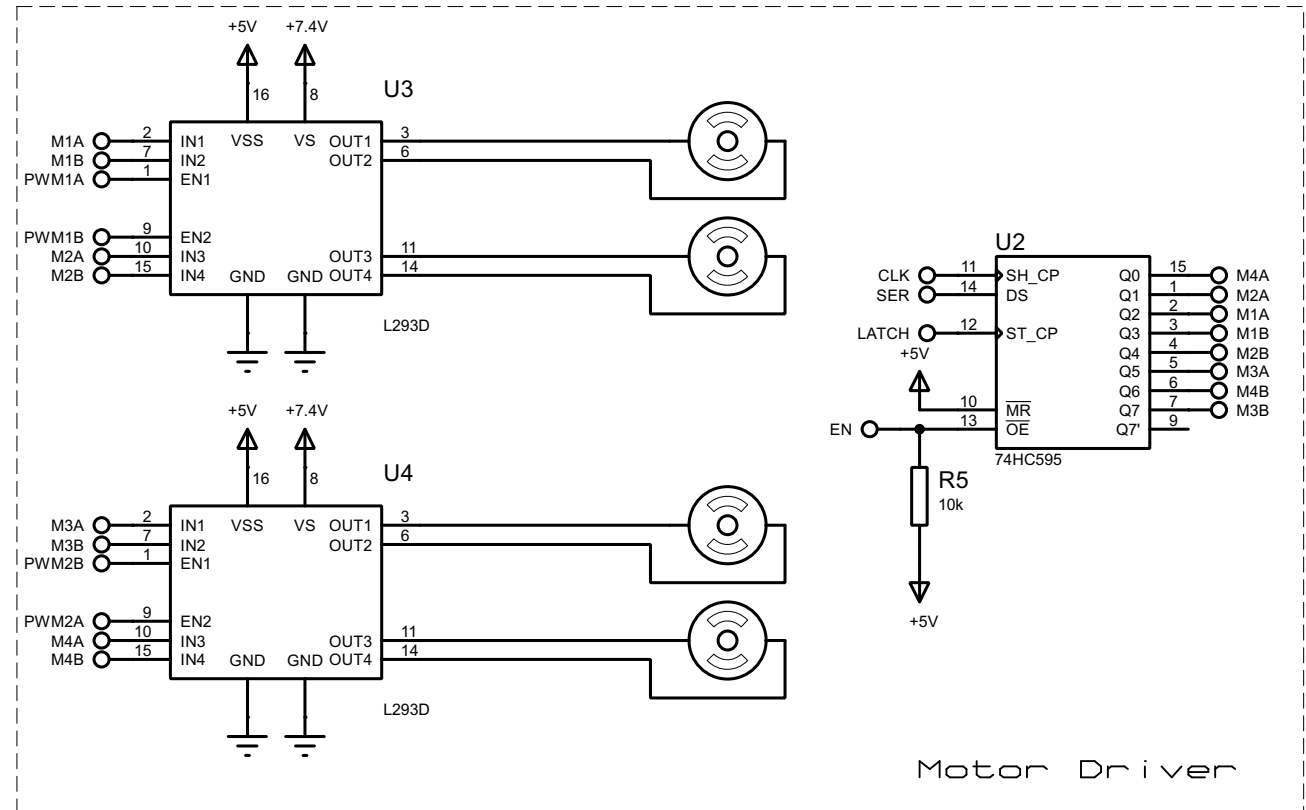 +5V +7.4V
16 8 U3
M1A 2 IN1 VSS VS OUT1 3
M1B 7 IN2 OUT2 6
PWM1A 1 EN1
PWM1B 9 EN2
M2A 10 IN3 OUT3 11
M2B 15 IN4 GND GND OUT4 14
L293D
+5V +7.4V
16 8 U4
M3A 2 IN1 VSS VS OUT1 3
M3B 7 IN2 OUT2 6
PWM2B 1 EN1
PWM2A 9 EN2
M4A 10 IN3 OUT3 11
M4B 15 IN4 GND GND OUT4 14
L293D
U2
CLK 11 SH_CP Q0 15 M4A
SER 14 DS Q1 1 M2A
Q2 2 M1A
LATCH 12 ST_CP Q3 3 M1B
+5V Q4 4 M2B
Q5 5 M3A
10 MR Q6 6 M4B
EN 13 OE Q7 7 M3B
Q7' 9
74HC595
R5
10k
+5V
Motor Driver